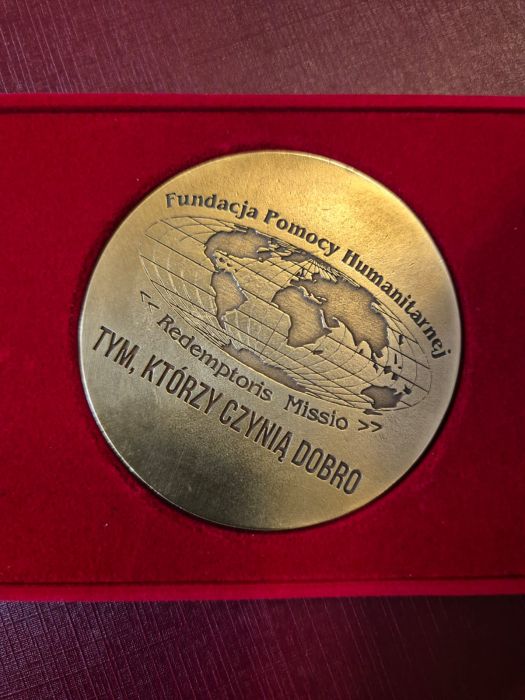 Fundacja Pomocy Humanitarnej
<< Redemptoris Missio >>
TYM, KTÓRZY CZYNIĄ DOBRO